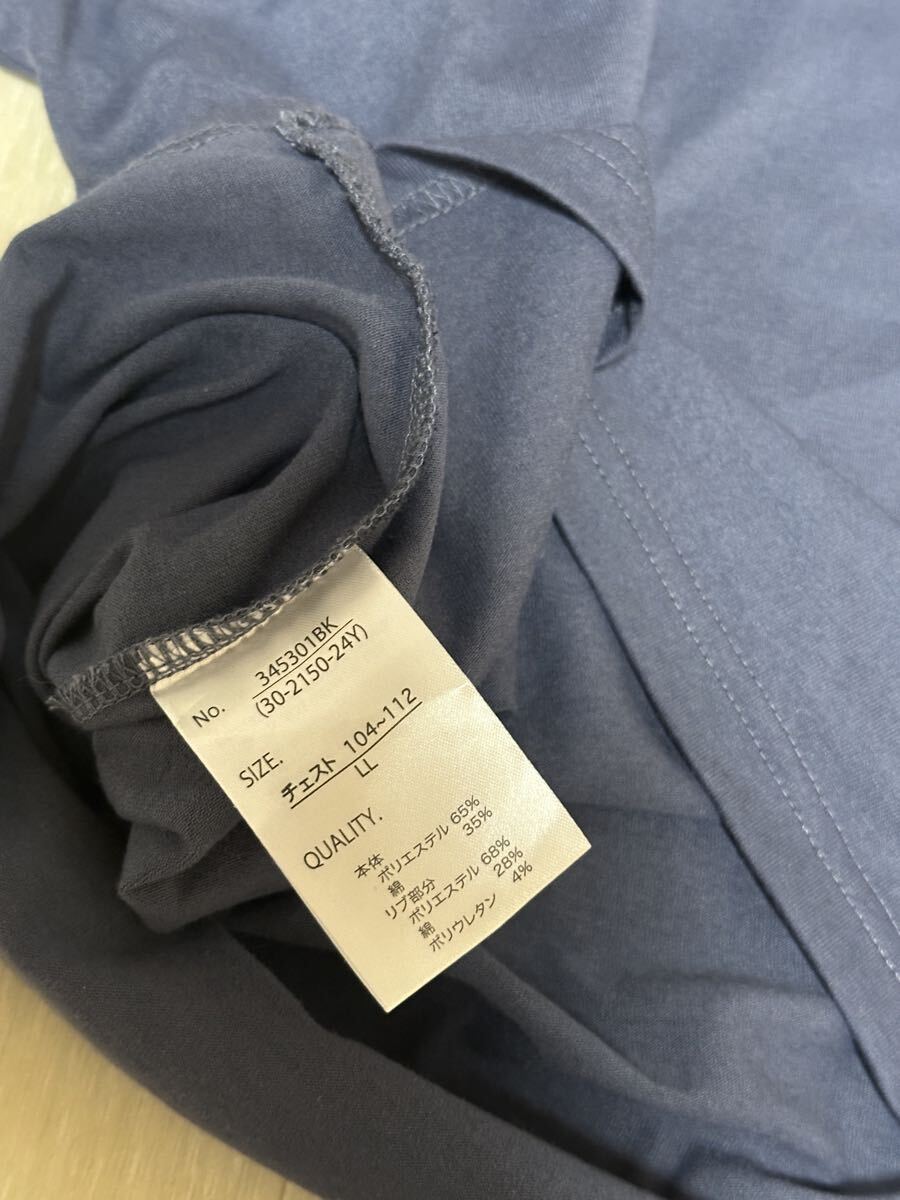 No. 345301BK
(30-2150-24Y)
SIZE. チェスト 104~112
LL
QUALITY.
本体
ポリエステル 65%
綿 35%
リブ部分
ポリエステル 68%
綿 28%
ポリウレタン 4%